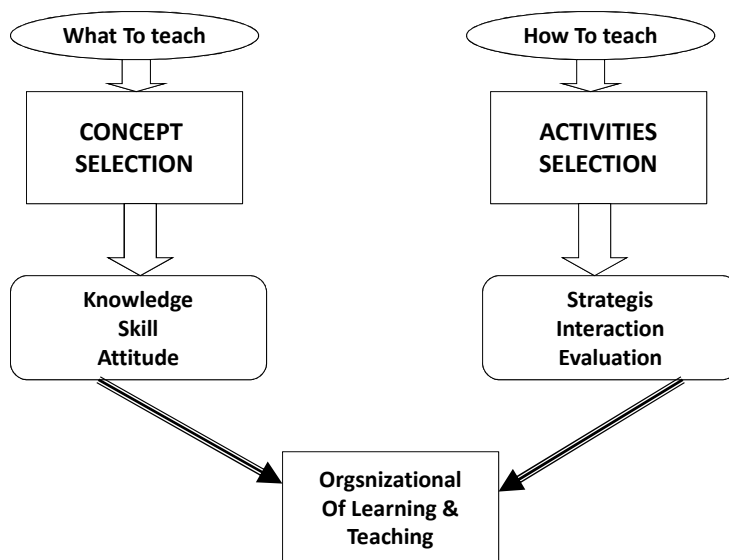 What To teach
How To teach
CONCEPT
SELECTION
ACTIVITIES
SELECTION
Knowledge
Skill
Attitude
Strategis
Interaction
Evaluation
Orgsnizational
Of Learning &
Teaching